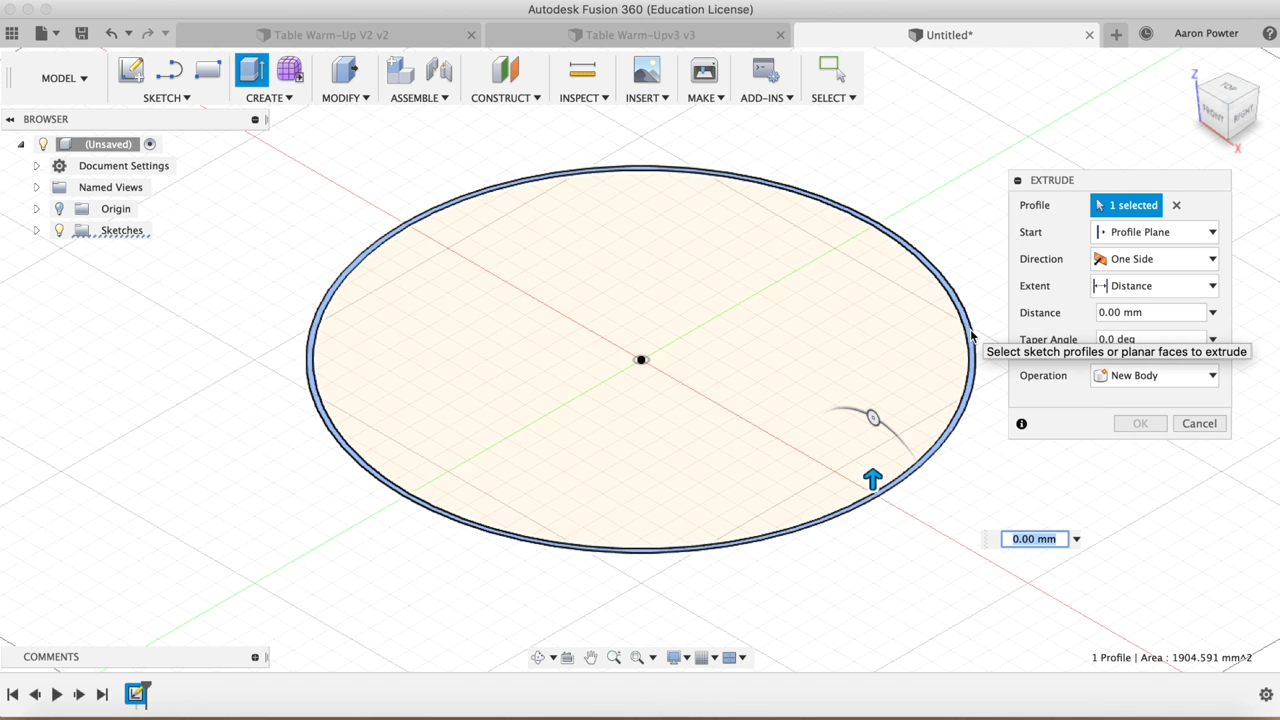 Autodesk Fusion 360 (Education License)
Table Warm-Up V2 v2
Table Warm-Upv3 v3
Untitled*
Aaron Powter
MODEL
SKETCH
CREATE
MODIFY
ASSEMBLE
CONSTRUCT
INSPECT
INSERT
MAKE
ADD-INS
SELECT
BROWSER
(Unsaved)
Document Settings
Named Views
Origin
Sketches
Z
TOP
FRONT
RIGHT
X
EXTRUDE
Profile 1 selected
Start Profile Plane
Direction One Side
Extent Distance
Distance 0.00 mm
Taper Angle 0.0 deg
Select sketch profiles or planar faces to extrude
Operation New Body
OK Cancel
0.00 mm
COMMENTS
1 Profile | Area : 1904.591 mm^2